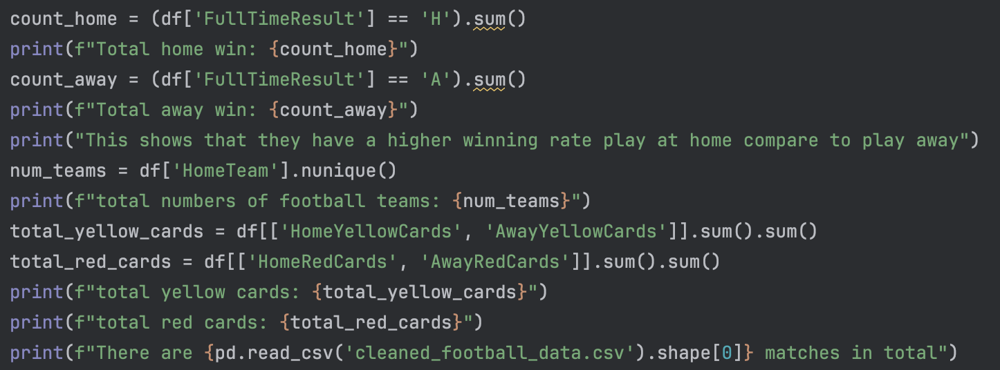 count_home = (df['FullTimeResult'] == 'H').sum()
print(f"Total home win: {count_home}")
count_away = (df['FullTimeResult'] == 'A').sum()
print(f"Total away win: {count_away}")
print("This shows that they have a higher winning rate play at home compare to play away")
num_teams = df['HomeTeam'].nunique()
print(f"total numbers of football teams: {num_teams}")
total_yellow_cards = df[['HomeYellowCards', 'AwayYellowCards']].sum().sum()
total_red_cards = df[['HomeRedCards', 'AwayRedCards']].sum().sum()
print(f"total yellow cards: {total_yellow_cards}")
print(f"total red cards: {total_red_cards}")
print(f"There are {pd.read_csv('cleaned_football_data.csv').shape[0]} matches in total")